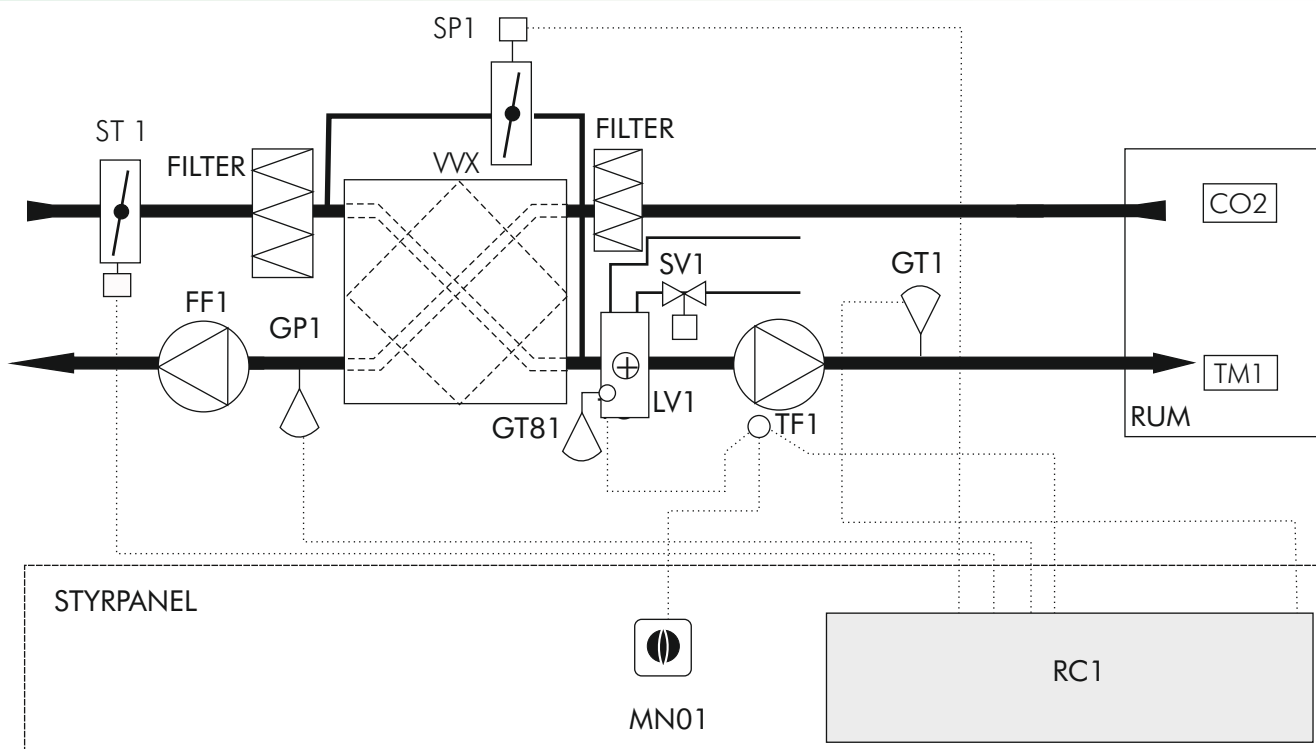 SP1
ST 1
FILTER
FILTER
VVX
CO2
SV1
GT1
FF1
GP1
TM1
LV1
RUM
GT81
TF1
STYRPANEL
RC1
MN01